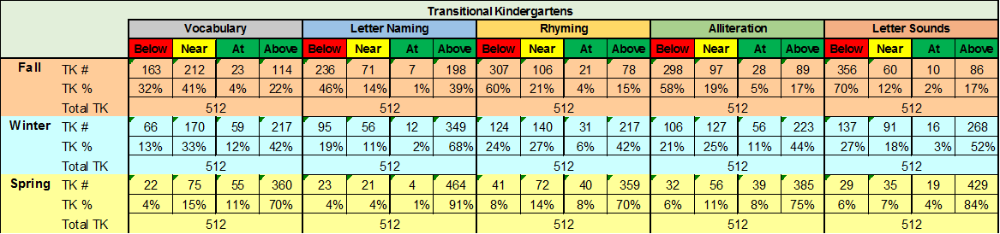 Transitional Kindergartens
Vocabulary Letter Naming Rhyming Alliteration Letter Sounds
Below Near At Above Below Near At Above Below Near At Above Below Near At Above Below Near At Above
Fall TK # 163 212 23 114 236 71 7 198 307 106 21 78 298 97 28 89 356 60 10 86
TK % 32% 41% 4% 22% 46% 14% 1% 39% 60% 21% 4% 15% 58% 19% 5% 17% 70% 12% 2% 17%
Total TK 512 512 512 512 512
Winter TK # 66 170 59 217 95 56 12 349 124 140 31 217 106 127 56 223 137 91 16 268
TK % 13% 33% 12% 42% 19% 11% 2% 68% 24% 27% 6% 42% 21% 25% 11% 44% 27% 18% 3% 52%
Total TK 512 512 512 512 512
Spring TK # 22 75 55 360 23 21 4 464 41 72 40 359 32 56 39 385 29 35 19 429
TK % 4% 15% 11% 70% 4% 4% 1% 91% 8% 14% 8% 70% 6% 11% 8% 75% 6% 7% 4% 84%
Total TK 512 512 512 512 512